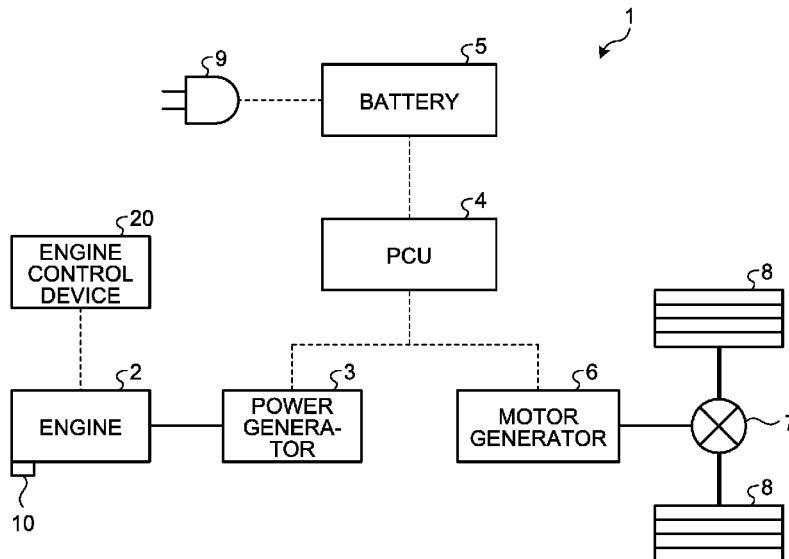 1
9
5
BATTERY
4
PCU
20
ENGINE
CONTROL
DEVICE
8
2
ENGINE
3
POWER
GENERA-
TOR
6
MOTOR
GENERATOR
7
10
8